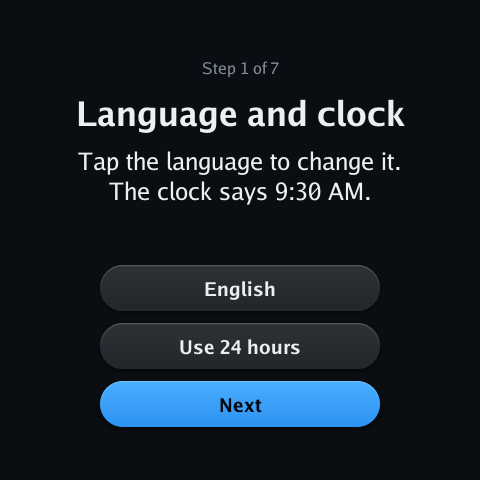 Step 1 of 7
Language and clock
Tap the language to change it.
The clock says 9:30 AM.
English
Use 24 hours
Next